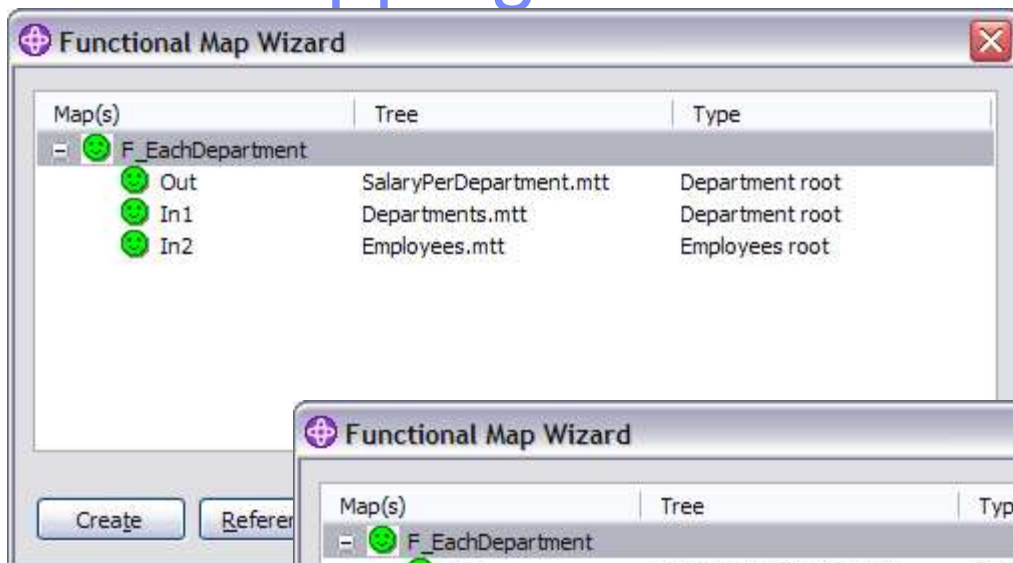 Functional Map Wizard
Map(s) Tree Type
F_EachDepartment
Out SalaryPerDepartment.mtt Department root
In1 Departments.mtt Department root
In2 Employees.mtt Employees root
Create
Functional Map Wizard
Map(s) Tree
F_EachDepartment